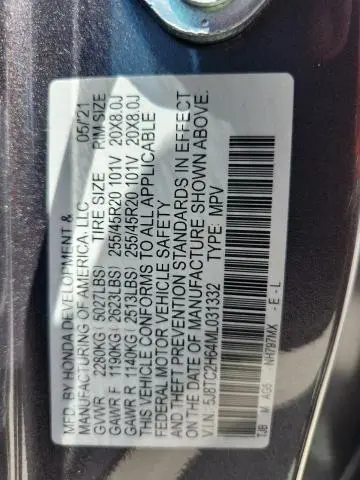 MFD. BY HONDA DEVELOPMENT & 05/21
MANUFACTURING OF AMERICA, LLC
TIRE SIZE RIM SIZE
GVWR 2280KG ( 5027LBS)
GAWR F 1190KG ( 2623LBS) 255/45R20 101V 20X8.0J
GAWR R 1140KG ( 2513LBS) 255/45R20 101V 20X8.0J
THIS VEHICLE CONFORMS TO ALL APPLICABLE
FEDERAL MOTOR VEHICLE SAFETY
AND THEFT PREVENTION STANDARDS IN EFFECT
ON THE DATE OF MANUFACTURE SHOWN ABOVE.
V.I.N. 5J8TC2H64ML031332 TYPE: MPV
TJB M AG5 NH797MX - E - L